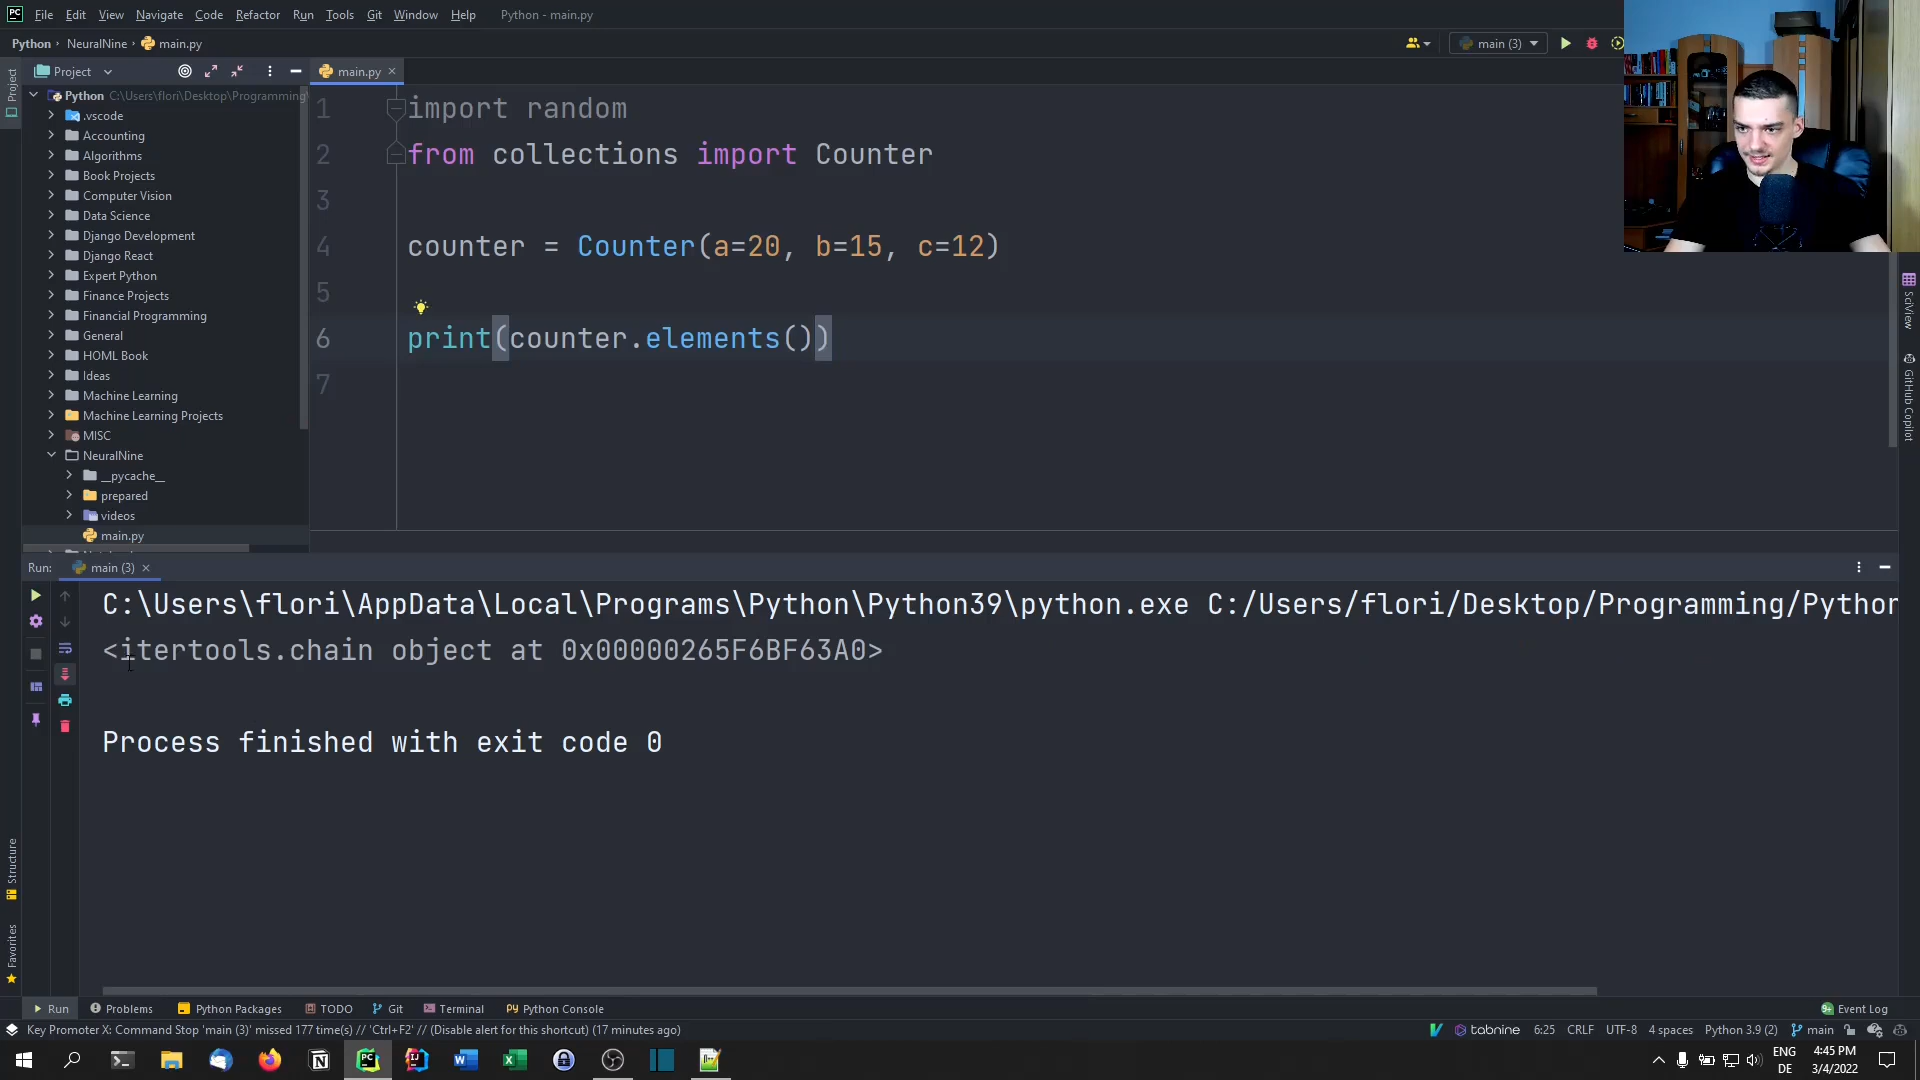 File Edit View Navigate Code Refactor Run Tools Git Window Help Python - main.py
Python NeuralNine main.py
main (3)
Project
main.py
Python C:\Users\flori\Desktop\Programming\
.vscode
Accounting
Algorithms
Book Projects
Computer Vision
Data Science
Django Development
Django React
Expert Python
Finance Projects
Financial Programming
General
HOML Book
Ideas
Machine Learning
Machine Learning Projects
MISC
NeuralNine
__pycache__
prepared
videos
main.py
1 import random
2 from collections import Counter
3
4 counter = Counter(a=20, b=15, c=12)
5
6 print(counter.elements())
7
Project
SciView
GitHub Copilot
Run: main (3)
C:\Users\flori\AppData\Local\Programs\Python\Python39\python.exe C:/Users/flori/Desktop/Programming/Python
<itertools.chain object at 0x00000265F6BF63A0>
Process finished with exit code 0
Structure
Favorites
Run Problems Python Packages TODO Git Terminal Python Console Event Log
Key Promoter X: Command Stop 'main (3)' missed 177 time(s) // 'Ctrl+F2' // (Disable alert for this shortcut) (17 minutes ago)
tabnine 6:25 CRLF UTF-8 4 spaces Python 3.9 (2) main
ENG
DE
4:45 PM
3/4/2022